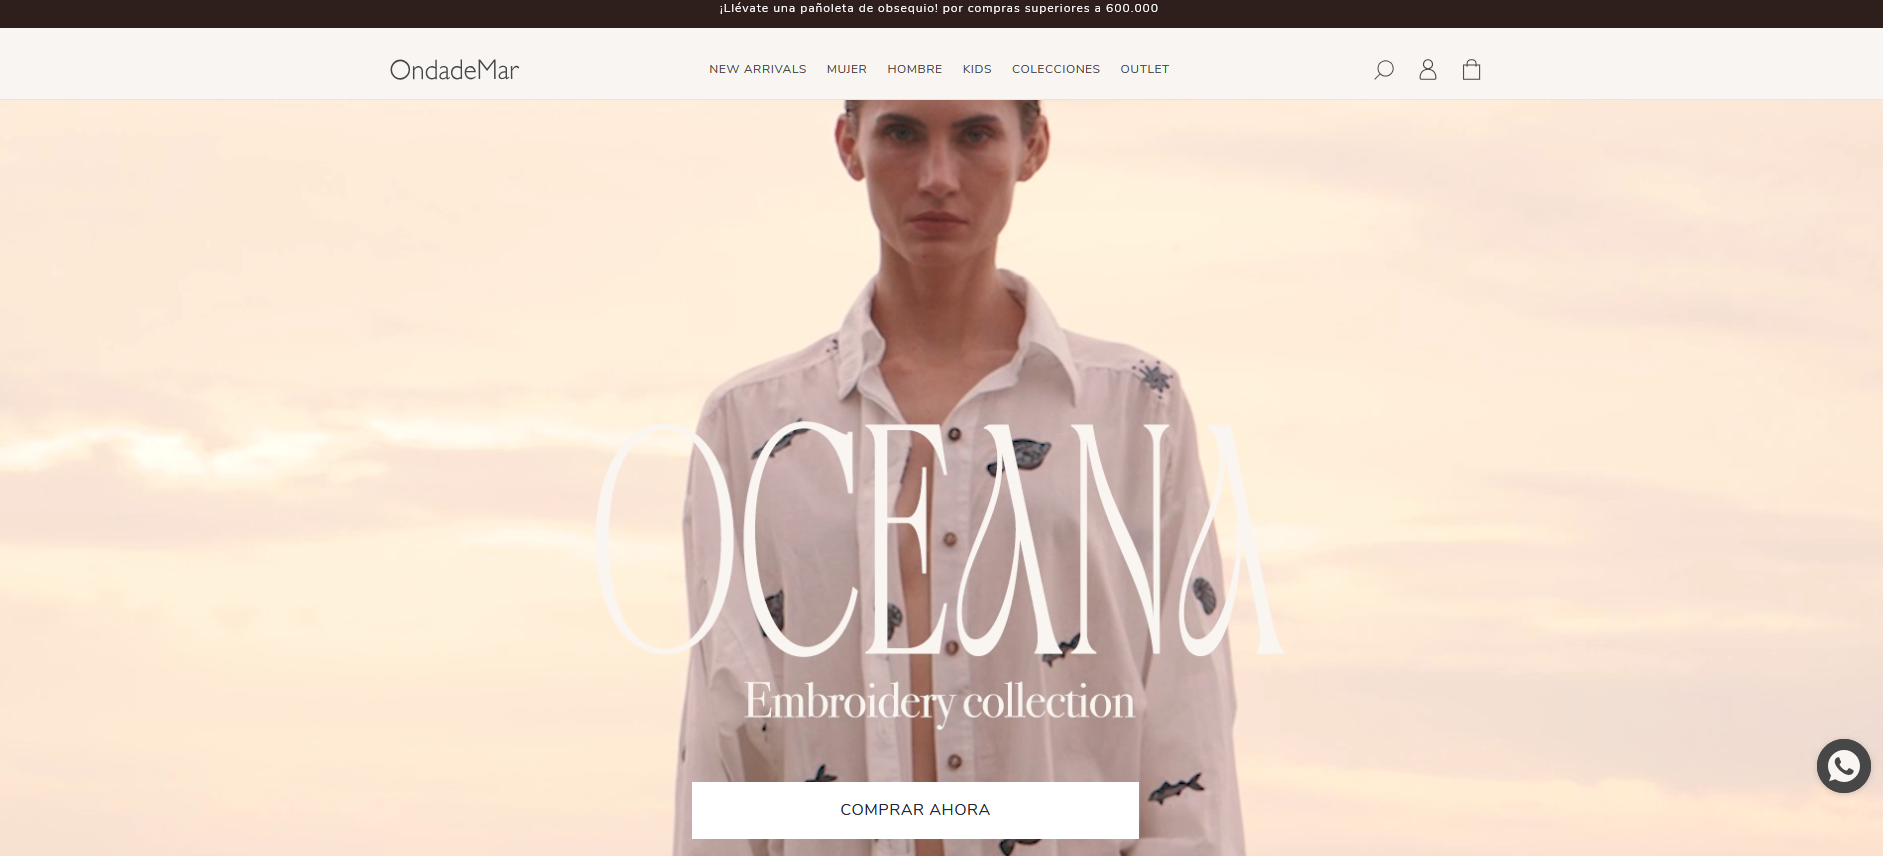 ¡Llévate una pañoleta de obsequio! por compras superiores a 600.000
OndadeMar
NEW ARRIVALS MUJER HOMBRE KIDS COLECCIONES OUTLET
OCEANA
Embroidery collection
COMPRAR AHORA